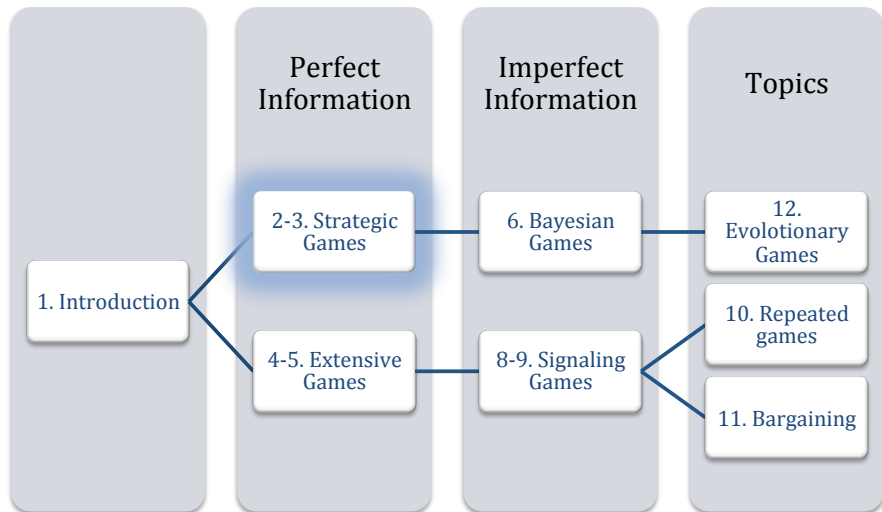 Perfect
Information
Imperfect
Information
Topics
1. Introduction
2-3. Strategic
Games
4-5. Extensive
Games
6. Bayesian
Games
8-9. Signaling
Games
12.
Evolotionary
Games
10. Repeated
games
11. Bargaining